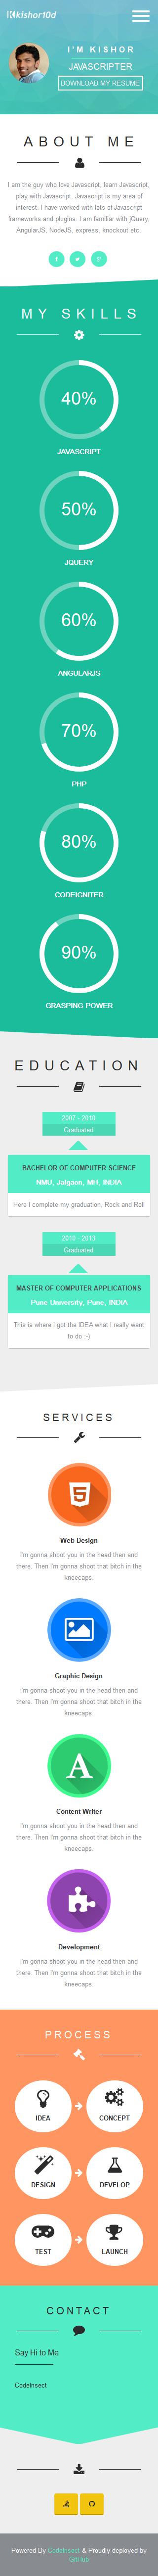 kishor10d
I'M KISHOR
JAVASCRIPTER
DOWNLOAD MY RESUME
ABOUT ME
I am the guy who love Javascript, learn Javascript,
play with Javascript. Javascript is my area of
interest. I have worked with lots of Javascript
frameworks and plugins. I am familiar with jQuery,
AngularJS, NodeJS, express, knockout etc.
MY SKILLS
40%
JAVASCRIPT
50%
JQUERY
60%
ANGULARJS
70%
PHP
80%
CODEIGNITER
90%
GRASPING POWER
EDUCATION
2007 - 2010
Graduated
BACHELOR OF COMPUTER SCIENCE
NMU, Jalgaon, MH, INDIA
Here I complete my graduation, Rock and Roll
2010 - 2013
Graduated
MASTER OF COMPUTER APPLICATIONS
Pune University, Pune, INDIA
This is where I got the IDEA what I really want
to do :-)
SERVICES
Web Design
I'm gonna shoot you in the head then and
there. Then I'm gonna shoot that bitch in the
kneecaps.
Graphic Design
I'm gonna shoot you in the head then and
there. Then I'm gonna shoot that bitch in the
kneecaps.
A
Content Writer
I'm gonna shoot you in the head then and
there. Then I'm gonna shoot that bitch in the
kneecaps.
Development
I'm gonna shoot you in the head then and
there. Then I'm gonna shoot that bitch in the
kneecaps.
PROCESS
IDEA
CONCEPT
DESIGN
DEVELOP
TEST
LAUNCH
CONTACT
Say Hi to Me
CodeInsect
Powered By CodeInsect & Proudly deployed by
GitHub